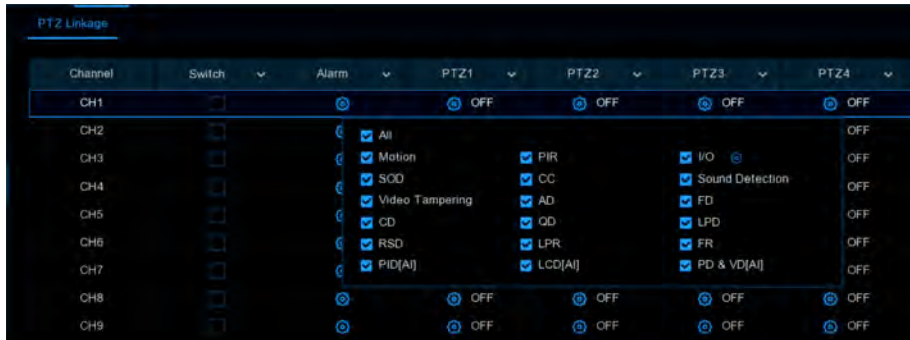 PTZ Linkage
Channel Switch Alarm PTZ1 PTZ2 PTZ3 PTZ4
CH1 OFF OFF OFF OFF
CH2 OFF
All
CH3 OFF
Motion PIR I/O
CH4 OFF
SOD CC Sound Detection
Video Tampering AD FD
CH5 OFF
CD QD LPD
CH6 OFF
RSD LPR FR
CH7 OFF
PID[AI] LCD[AI] PD & VD[AI]
CH8 OFF OFF OFF OFF
CH9 OFF OFF OFF OFF